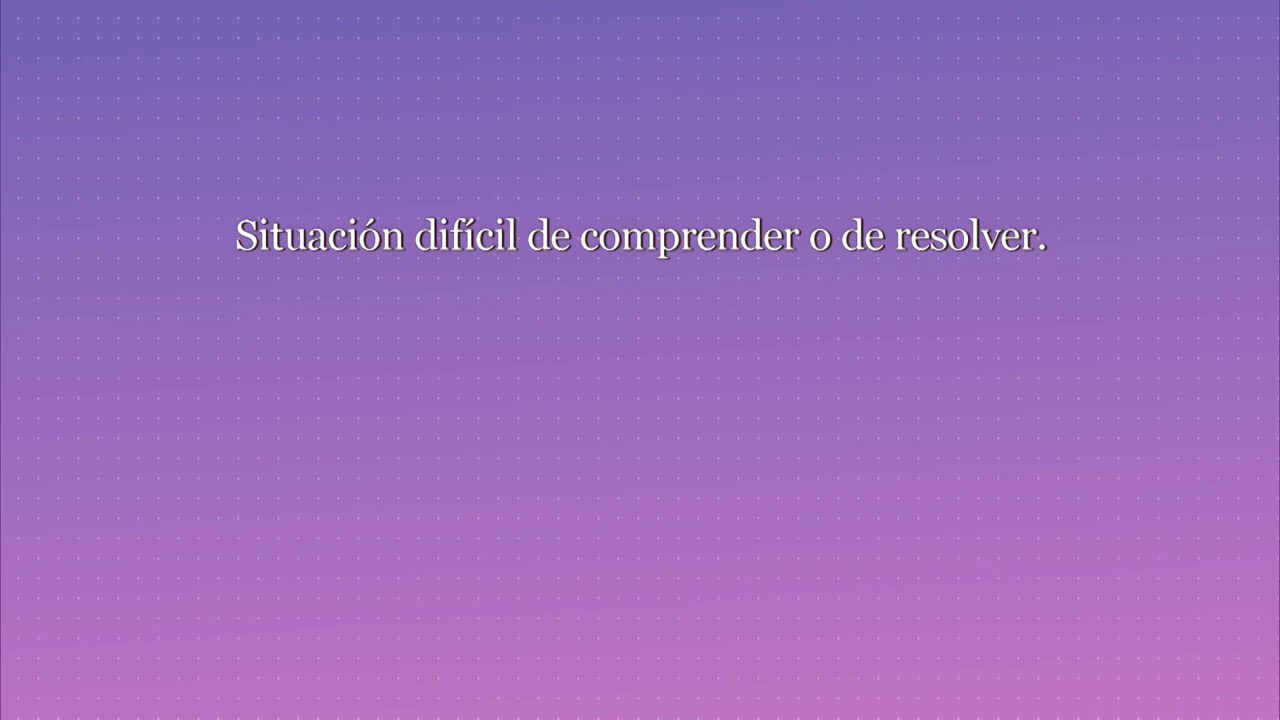 Situación difícil de comprender o de resolver.